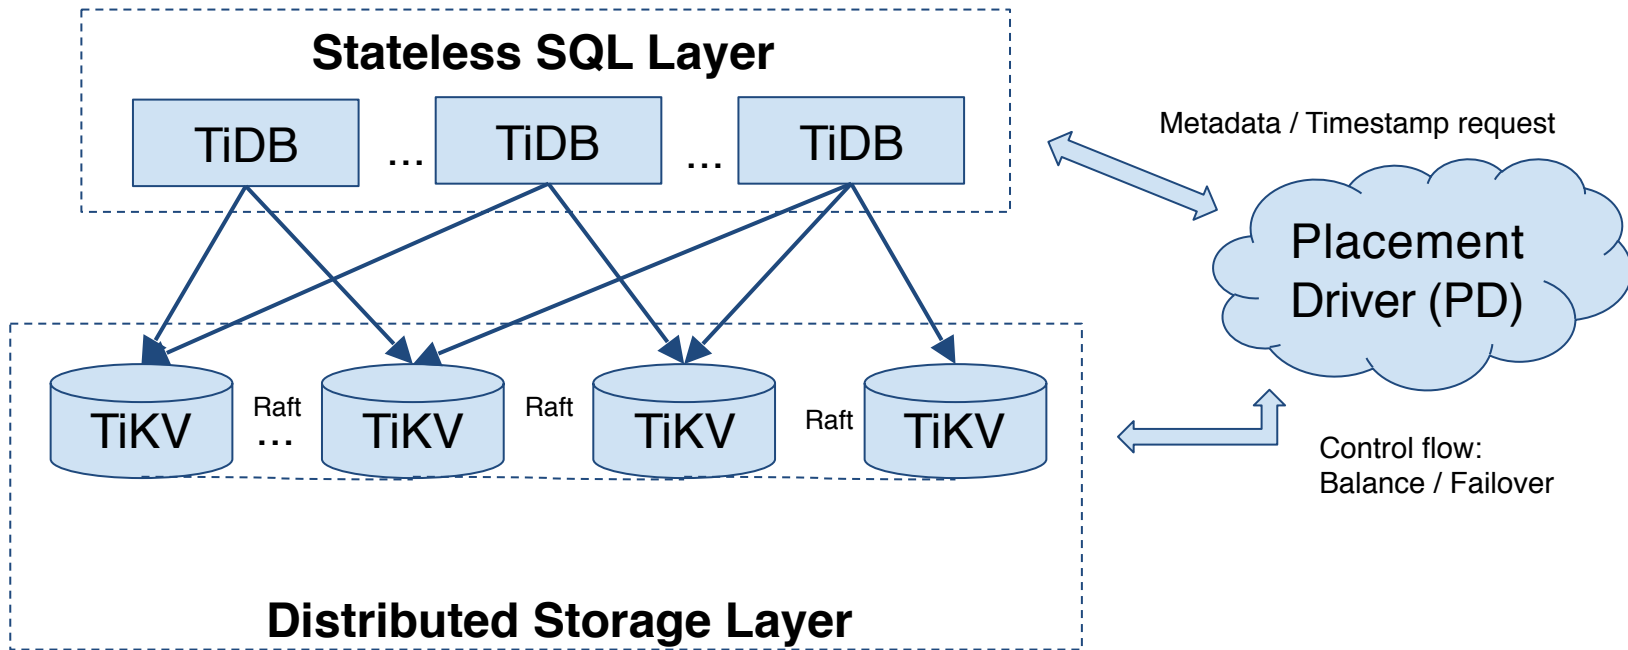 Stateless SQL Layer
TiDB
...
TiDB
...
TiDB
Metadata / Timestamp request
Placement
Driver (PD)
TiKV
Raft
...
TiKV
Raft
TiKV
Raft
TiKV
Control flow:
Balance / Failover
Distributed Storage Layer